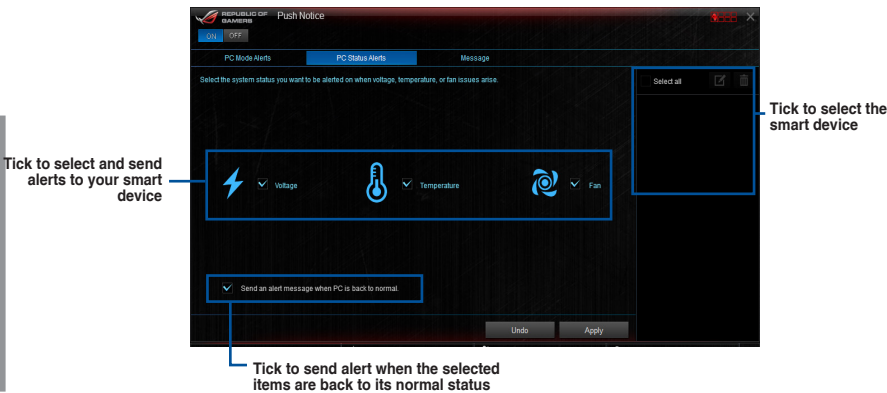 REPUBLIC OF
GAMERS
Push Notice
ON OFF
PC Mode Alerts PC Status Alerts Message
Select the system status you want to be alerted on when voltage, temperature, or fan issues arise.
Select all
Tick to select the
smart device
Tick to select and send
alerts to your smart
device
Voltage Temperature Fan
Send an alert message when PC is back to normal.
Undo Apply
Tick to send alert when the selected
items are back to its normal status